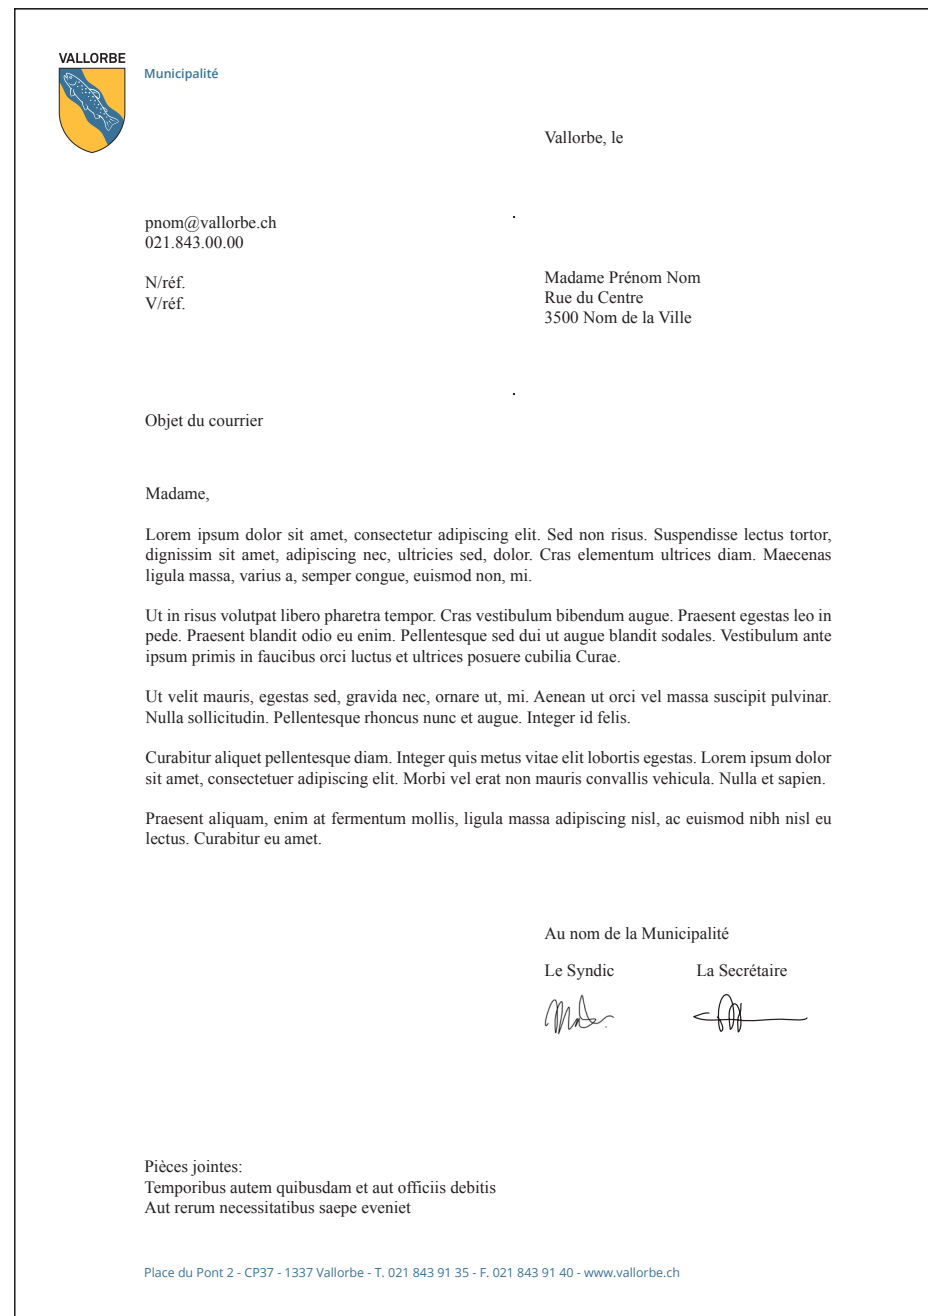 VALLORBE
Municipalité
Vallorbe, le
pnom@vallorbe.ch
021.843.00.00
N/réf.
V/réf.
Madame Prénom Nom
Rue du Centre
3500 Nom de la Ville
Objet du courrier
Madame,
Lorem ipsum dolor sit amet, consectetur adipiscing elit. Sed non risus. Suspendisse lectus tortor,
dignissim sit amet, adipiscing nec, ultricies sed, dolor. Cras elementum ultrices diam. Maecenas
ligula massa, varius a, semper congue, euismod non, mi.
Ut in risus volutpat libero pharetra tempor. Cras vestibulum bibendum augue. Praesent egestas leo in
pede. Praesent blandit odio eu enim. Pellentesque sed dui ut augue blandit sodales. Vestibulum ante
ipsum primis in faucibus orci luctus et ultrices posuere cubilia Curae.
Ut velit mauris, egestas sed, gravida nec, ornare ut, mi. Aenean ut orci vel massa suscipit pulvinar.
Nulla sollicitudin. Pellentesque rhoncus nunc et augue. Integer id felis.
Curabitur aliquet pellentesque diam. Integer quis metus vitae elit lobortis egestas. Lorem ipsum dolor
sit amet, consectetuer adipiscing elit. Morbi vel erat non mauris convallis vehicula. Nulla et sapien.
Praesent aliquam, enim at fermentum mollis, ligula massa adipiscing nisl, ac euismod nibh nisl eu
lectus. Curabitur eu amet.
Au nom de la Municipalité
Le Syndic La Secrétaire
Pièces jointes:
Temporibus autem quibusdam et aut officiis debitis
Aut rerum necessitatibus saepe eveniet
Place du Pont 2 - CP37 - 1337 Vallorbe - T. 021 843 91 35 - F. 021 843 91 40 - www.vallorbe.ch